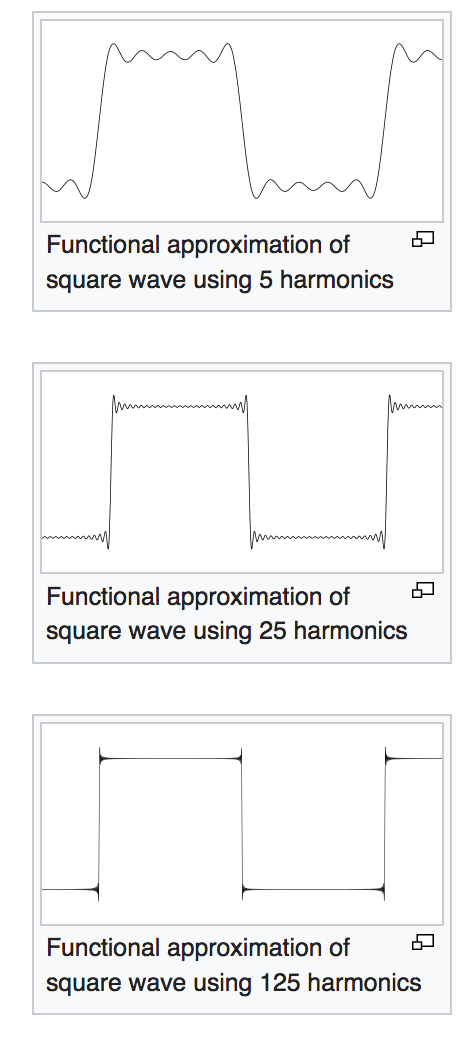 Functional approximation of
square wave using 5 harmonics
Functional approximation of
square wave using 25 harmonics
Functional approximation of
square wave using 125 harmonics